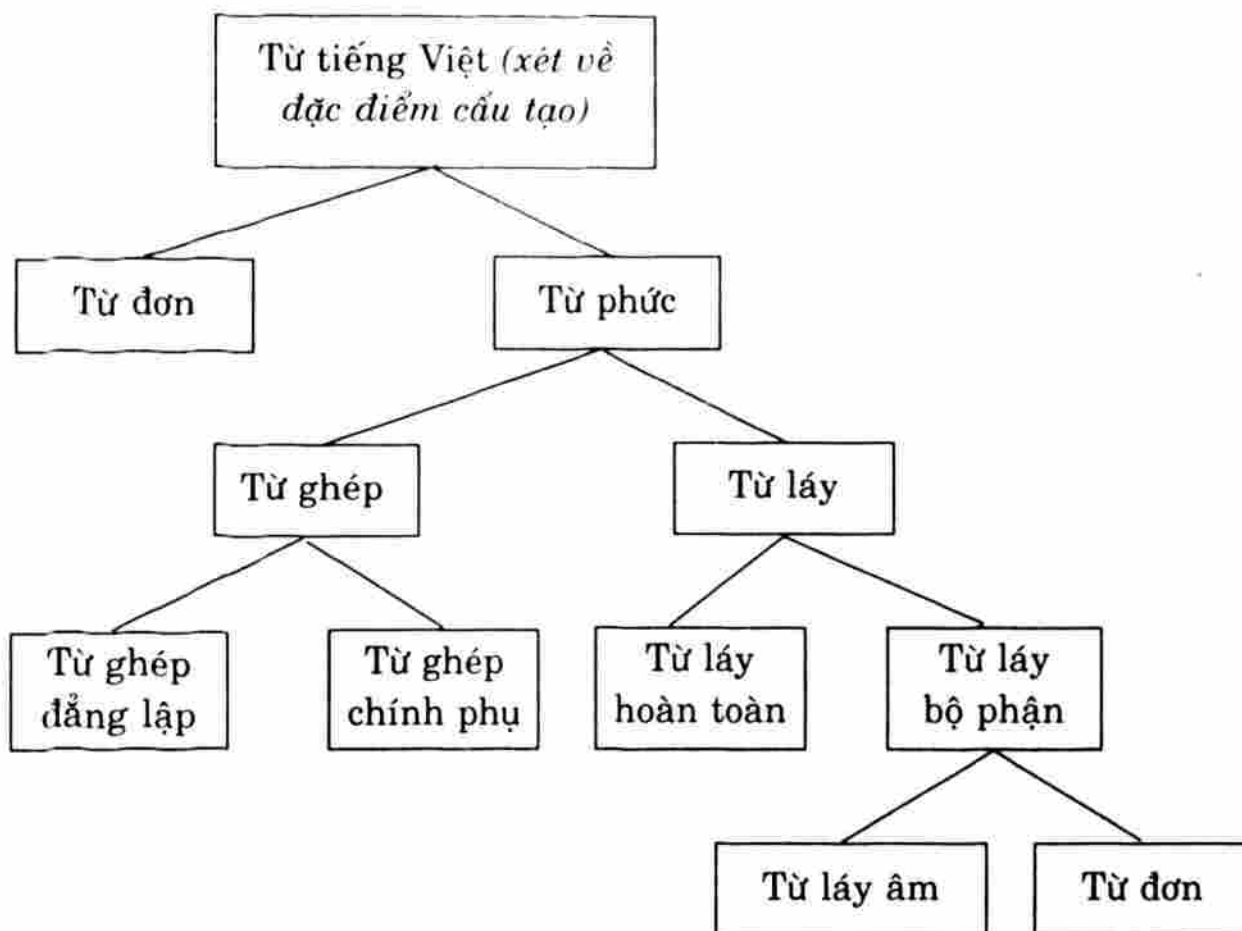 Từ tiếng Việt (xét về
đặc điểm cấu tạo)
Từ đơn
Từ phức
Từ ghép
Từ láy
Từ ghép
đẳng lập
Từ ghép
chính phụ
Từ láy
hoàn toàn
Từ láy
bộ phận
Từ láy âm
Từ đơn